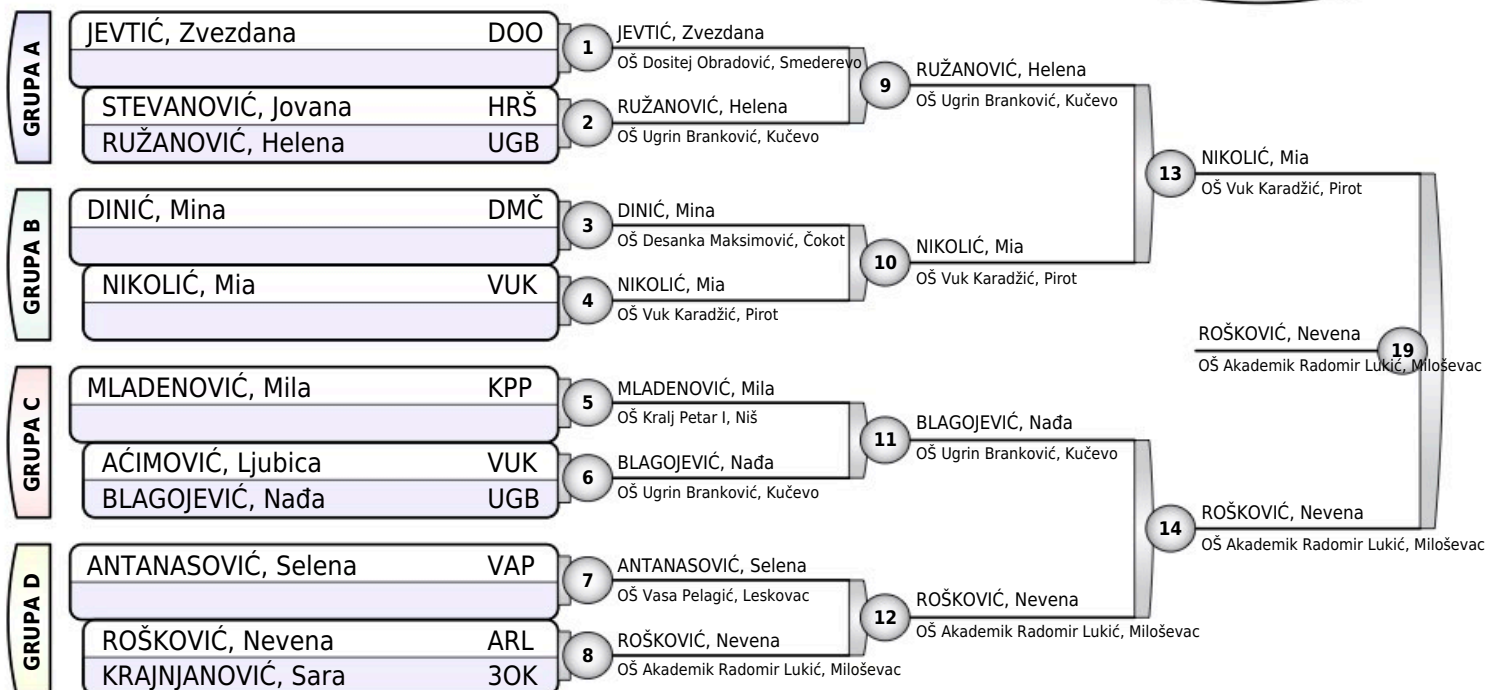 GRUPA A
JEVTIĆ, Zvezdana DOO
STEVANOVIĆ, Jovana HRŠ
RUŽANOVIĆ, Helena UGB
GRUPA B
DINIĆ, Mina DMČ
NIKOLIĆ, Mia VUK
GRUPA C
MLADENOVIĆ, Mila KPP
AĆIMOVIĆ, Ljubica VUK
BLAGOJEVIĆ, Nađa UGB
GRUPA D
ANTANASOVIĆ, Selena VAP
ROŠKOVIĆ, Nevena ARL
KRAJNJANOVIĆ, Sara 3OK
1
JEVTIĆ, Zvezdana
OŠ Dositej Obradović, Smederevo
2
RUŽANOVIĆ, Helena
OŠ Ugrin Branković, Kučevo
3
DINIĆ, Mina
OŠ Desanka Maksimović, Čokot
4
NIKOLIĆ, Mia
OŠ Vuk Karadžić, Pirot
5
MLADENOVIĆ, Mila
OŠ Kralj Petar I, Niš
6
BLAGOJEVIĆ, Nađa
OŠ Ugrin Branković, Kučevo
7
ANTANASOVIĆ, Selena
OŠ Vasa Pelagić, Leskovac
8
ROŠKOVIĆ, Nevena
OŠ Akademik Radomir Lukić, Miloševac
9
RUŽANOVIĆ, Helena
OŠ Ugrin Branković, Kučevo
10
NIKOLIĆ, Mia
OŠ Vuk Karadžić, Pirot
11
BLAGOJEVIĆ, Nađa
OŠ Ugrin Branković, Kučevo
12
ROŠKOVIĆ, Nevena
OŠ Akademik Radomir Lukić, Miloševac
13
NIKOLIĆ, Mia
OŠ Vuk Karadžić, Pirot
14
ROŠKOVIĆ, Nevena
OŠ Akademik Radomir Lukić, Miloševac
19
ROŠKOVIĆ, Nevena
OŠ Akademik Radomir Lukić, Miloševac